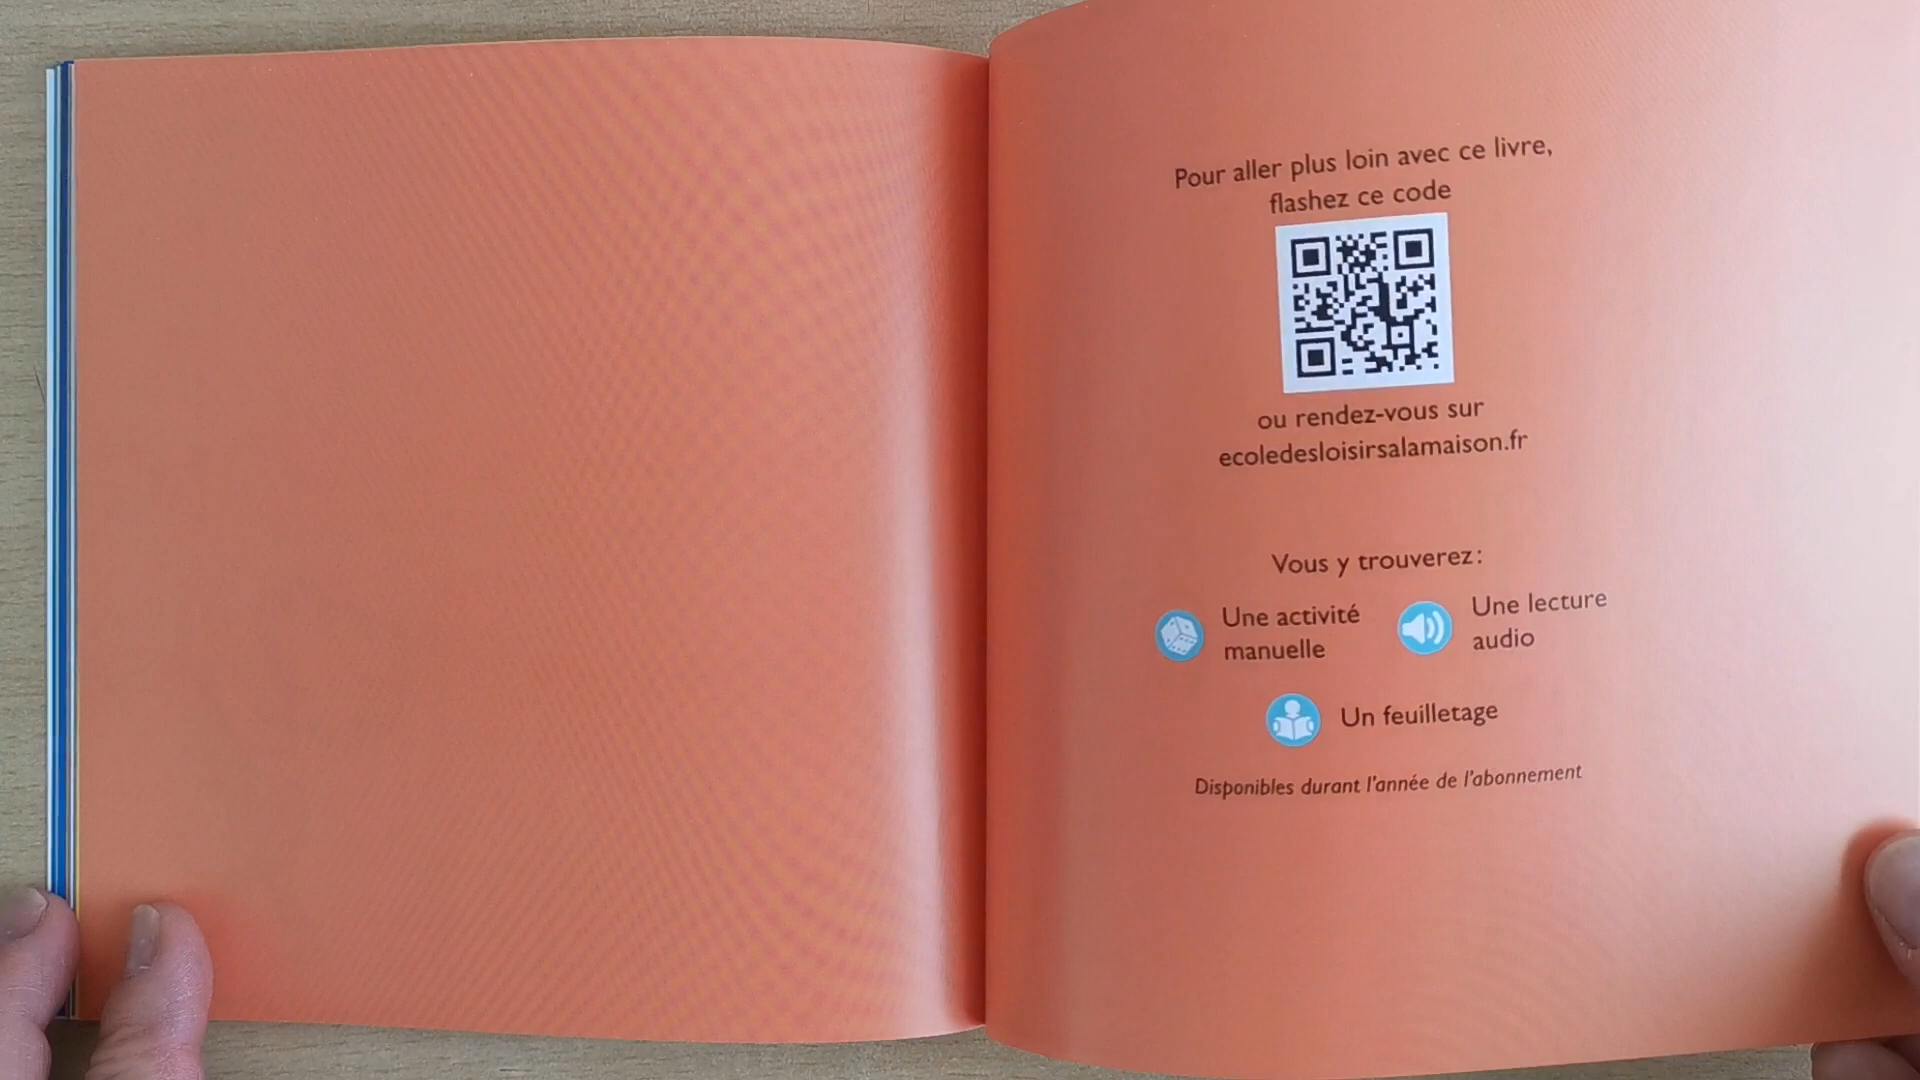 Pour aller plus loin avec ce livre,
flashez ce code
ou rendez-vous sur
ecoledesloisirsalamaison.fr
Vous y trouverez :
Une activité
manuelle
Une lecture
audio
Un feuilletage
Disponibles durant l'année de l'abonnement